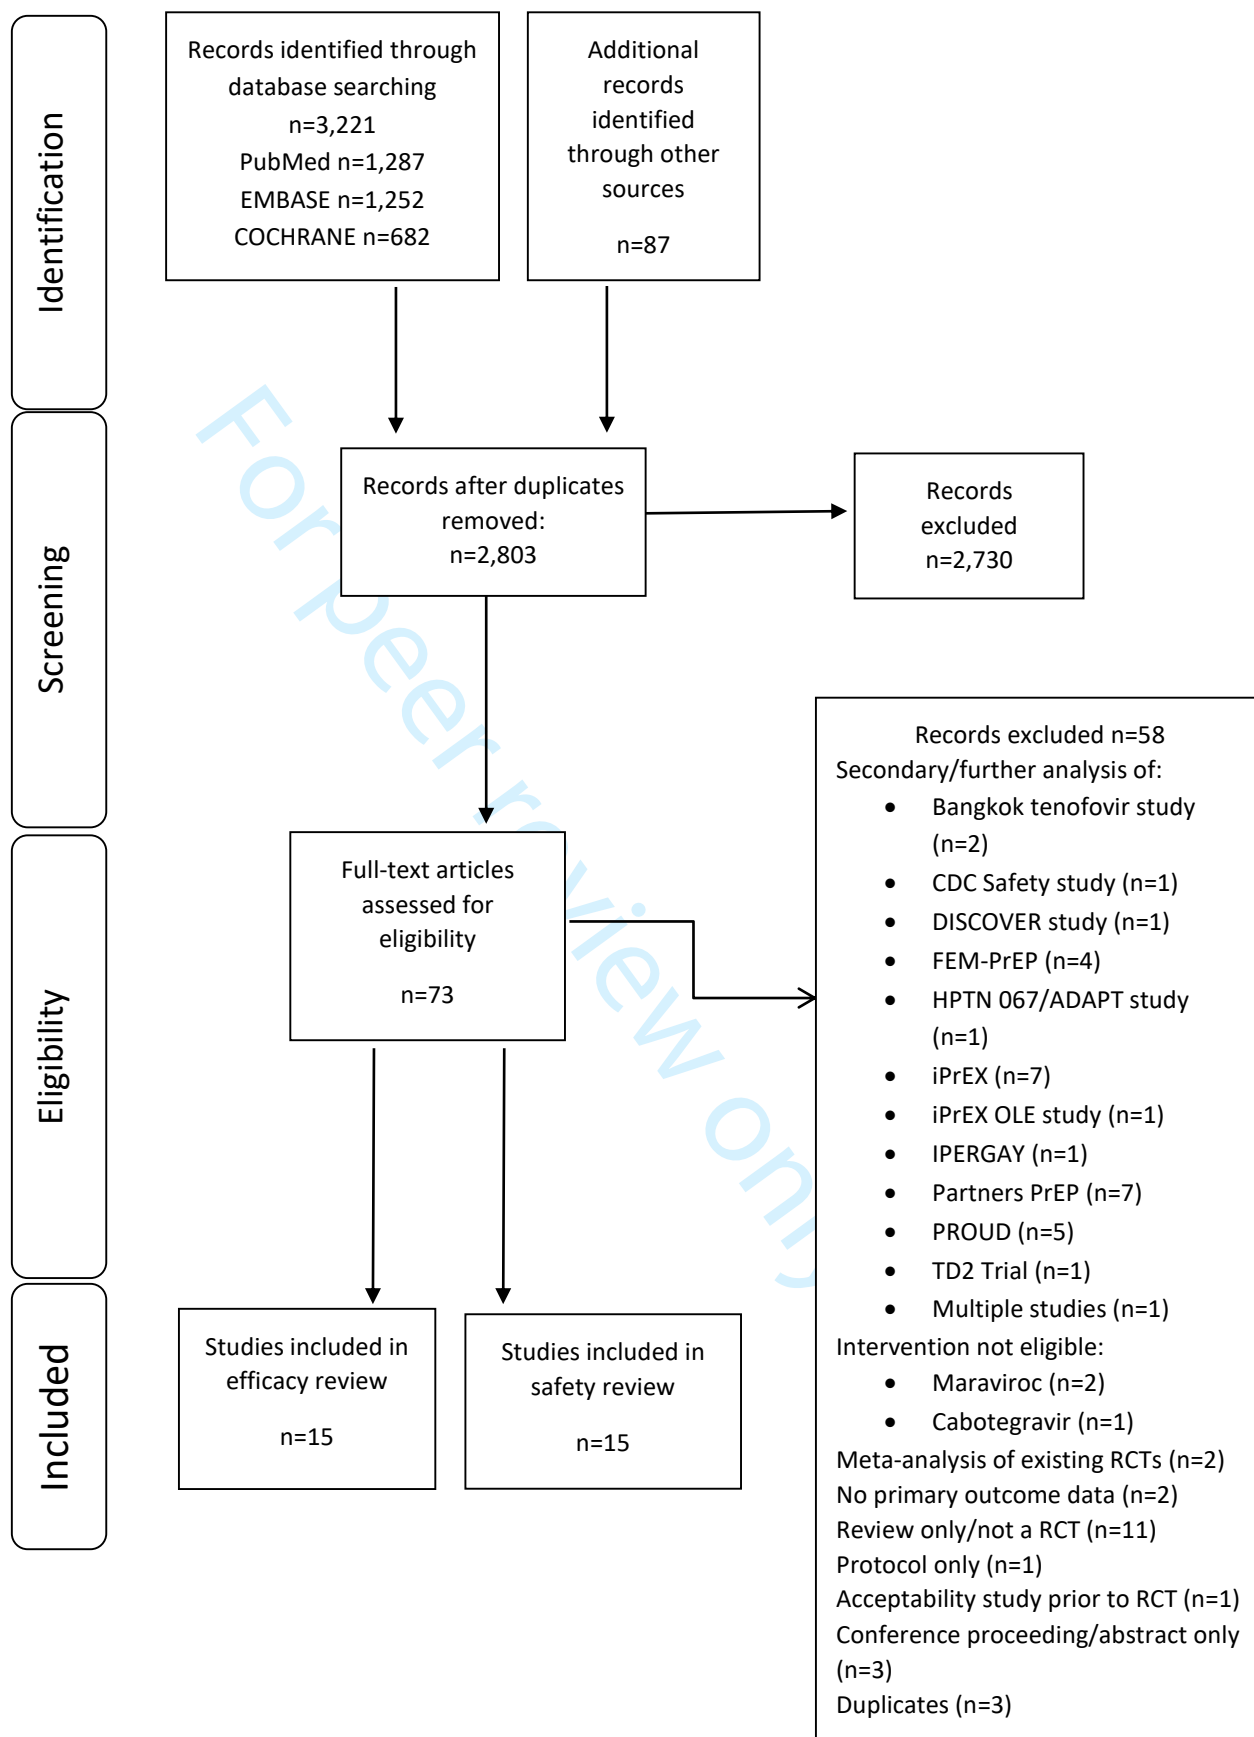 Identification
Records identified through
database searching
n=3,221
PubMed n=1,287
EMBASE n=1,252
COCHRANE n=682
Additional
records
identified
through other
sources
n=87
Screening
Records after duplicates
removed:
n=2,803
Records
excluded
n=2,730
Eligibility
Full-text articles
assessed for
eligibility
n=73
Records excluded n=58
Secondary/further analysis of:
• Bangkok tenofovir study
(n=2)
• CDC Safety study (n=1)
• DISCOVER study (n=1)
• FEM-PrEP (n=4)
• HPTN 067/ADAPT study
(n=1)
• iPrEX (n=7)
• iPrEX OLE study (n=1)
• IPERGAY (n=1)
• Partners PrEP (n=7)
• PROUD (n=5)
• TD2 Trial (n=1)
• Multiple studies (n=1)
Intervention not eligible:
• Maraviroc (n=2)
• Cabotegravir (n=1)
Meta-analysis of existing RCTs (n=2)
No primary outcome data (n=2)
Review only/not a RCT (n=11)
Protocol only (n=1)
Acceptability study prior to RCT (n=1)
Conference proceeding/abstract only
(n=3)
Duplicates (n=3)
Included
Studies included in
efficacy review
n=15
Studies included in
safety review
n=15
For peer review only